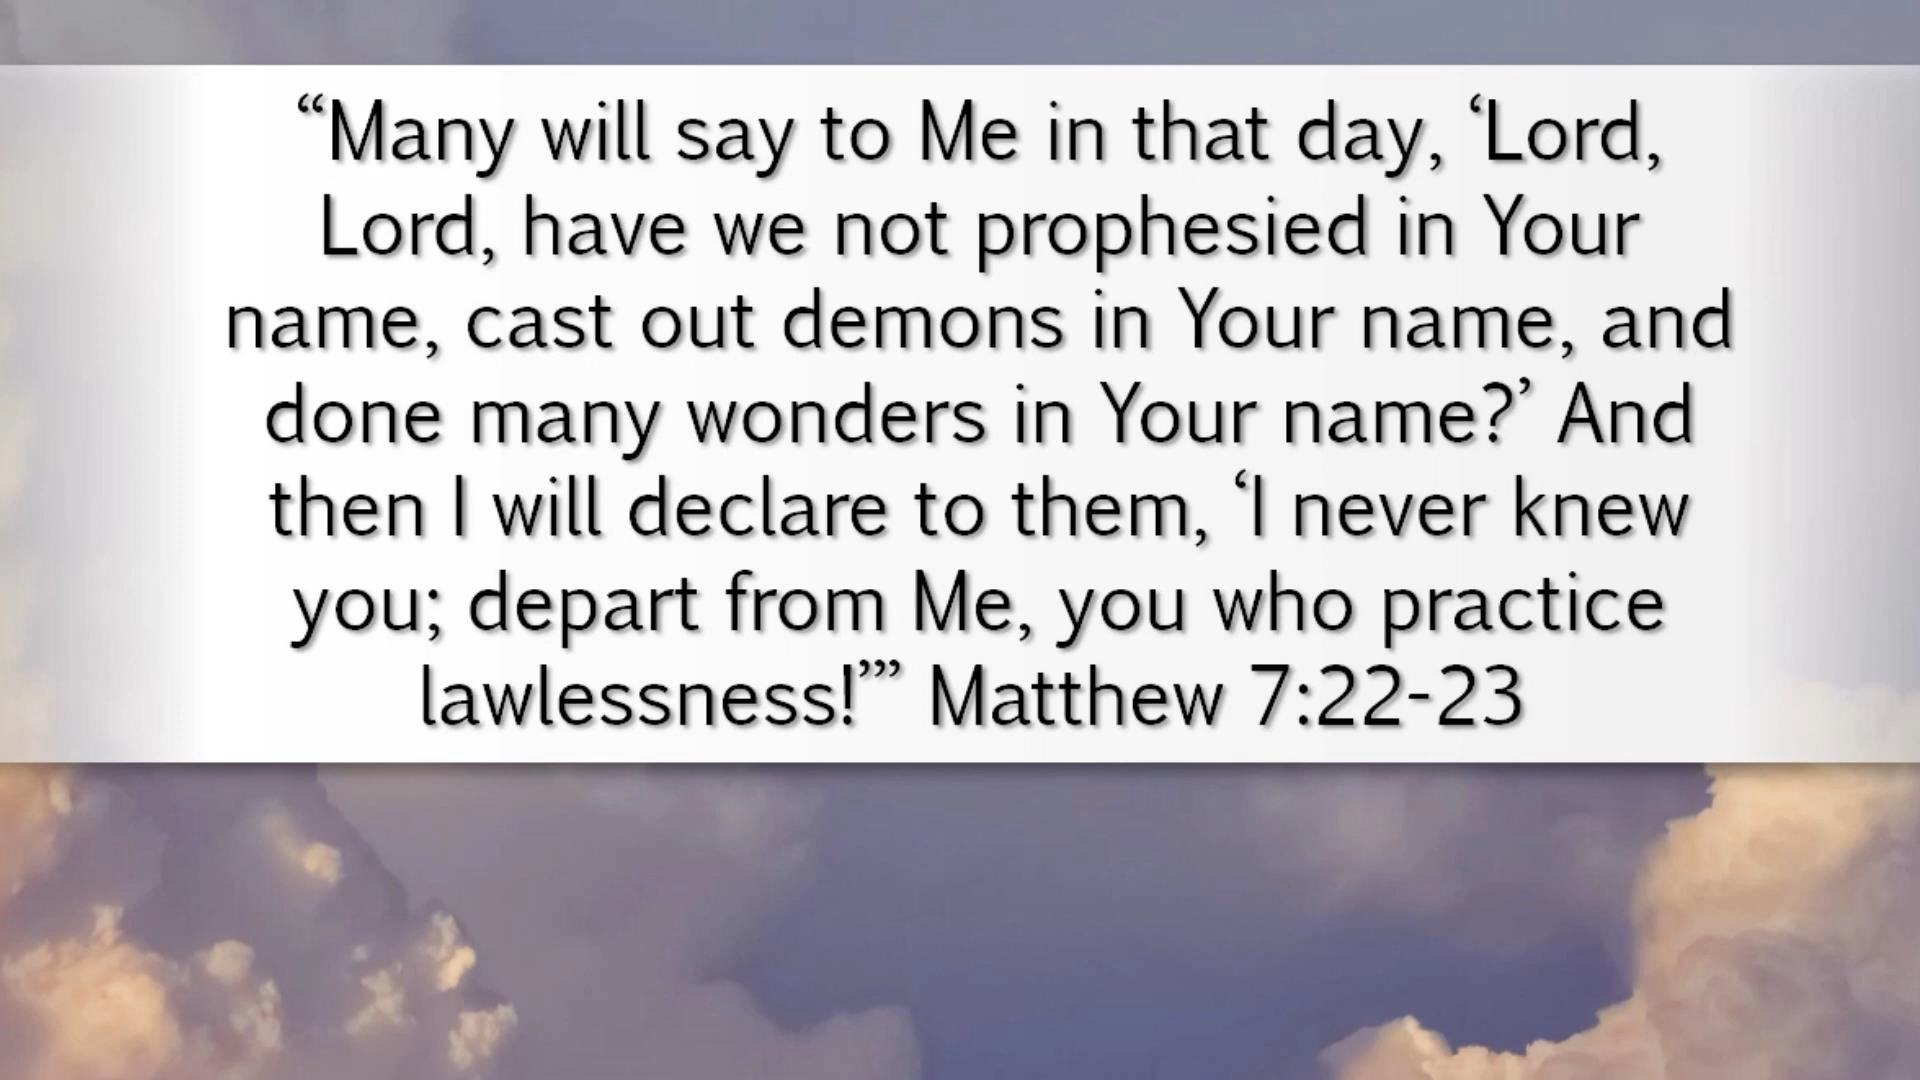 “Many will say to Me in that day, ‘Lord,
Lord, have we not prophesied in Your
name, cast out demons in Your name, and
done many wonders in Your name?’ And
then I will declare to them, ‘I never knew
you; depart from Me, you who practice
lawlessness!’” Matthew 7:22-23